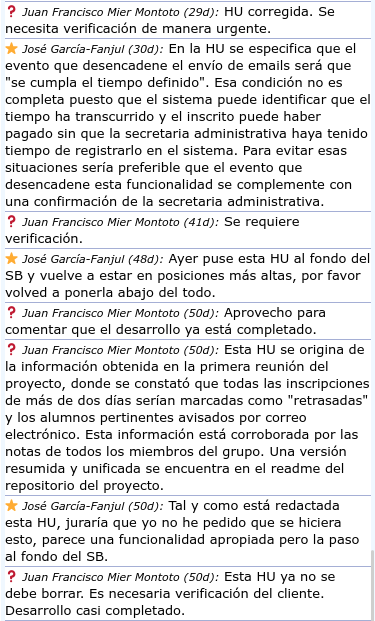 Juan Francisco Mier Montoto (29d): HU corregida. Se
necesita verificación de manera urgente.
José García-Fanjul (30d): En la HU se especifica que el
evento que desencadene el envío de emails será que
"se cumpla el tiempo definido". Esa condición no es
completa puesto que el sistema puede identificar que el
tiempo ha transcurrido y el inscrito puede haber
pagado sin que la secretaria administrativa haya tenido
tiempo de registrarlo en el sistema. Para evitar esas
situaciones sería preferible que el evento que
desencadene esta funcionalidad se complemente con
una confirmación de la secretaria administrativa.
Juan Francisco Mier Montoto (41d): Se requiere
verificación.
José García-Fanjul (48d): Ayer puse esta HU al fondo del
SB y vuelve a estar en posiciones más altas, por favor
volved a ponerla abajo del todo.
Juan Francisco Mier Montoto (50d): Aprovecho para
comentar que el desarrollo ya está completado.
Juan Francisco Mier Montoto (50d): Esta HU se origina de
la información obtenida en la primera reunión del
proyecto, donde se constató que todas las inscripciones
de más de dos días serían marcadas como "retrasadas"
y los alumnos pertinentes avisados por correo
electrónico. Esta información está corroborada por las
notas de todos los miembros del grupo. Una versión
resumida y unificada se encuentra en el readme del
repositorio del proyecto.
José García-Fanjul (50d): Tal y como está redactada
esta HU, juraría que yo no he pedido que se hiciera
esto, parece una funcionalidad apropiada pero la paso
al fondo del SB.
Juan Francisco Mier Montoto (50d): Esta HU ya no se
debe borrar. Es necesaria verificación del cliente.
Desarrollo casi completado.